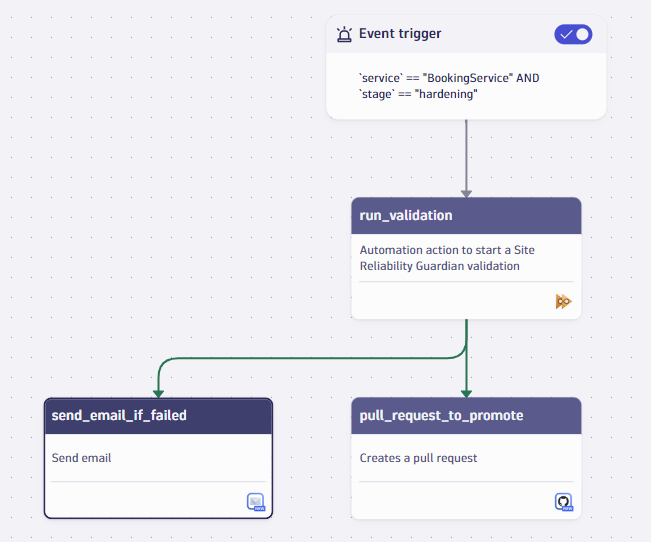 Event trigger
`service` == "BookingService" AND
`stage` == "hardening"
run_validation
Automation action to start a Site
Reliability Guardian validation
send_email_if_failed
Send email
pull_request_to_promote
Creates a pull request